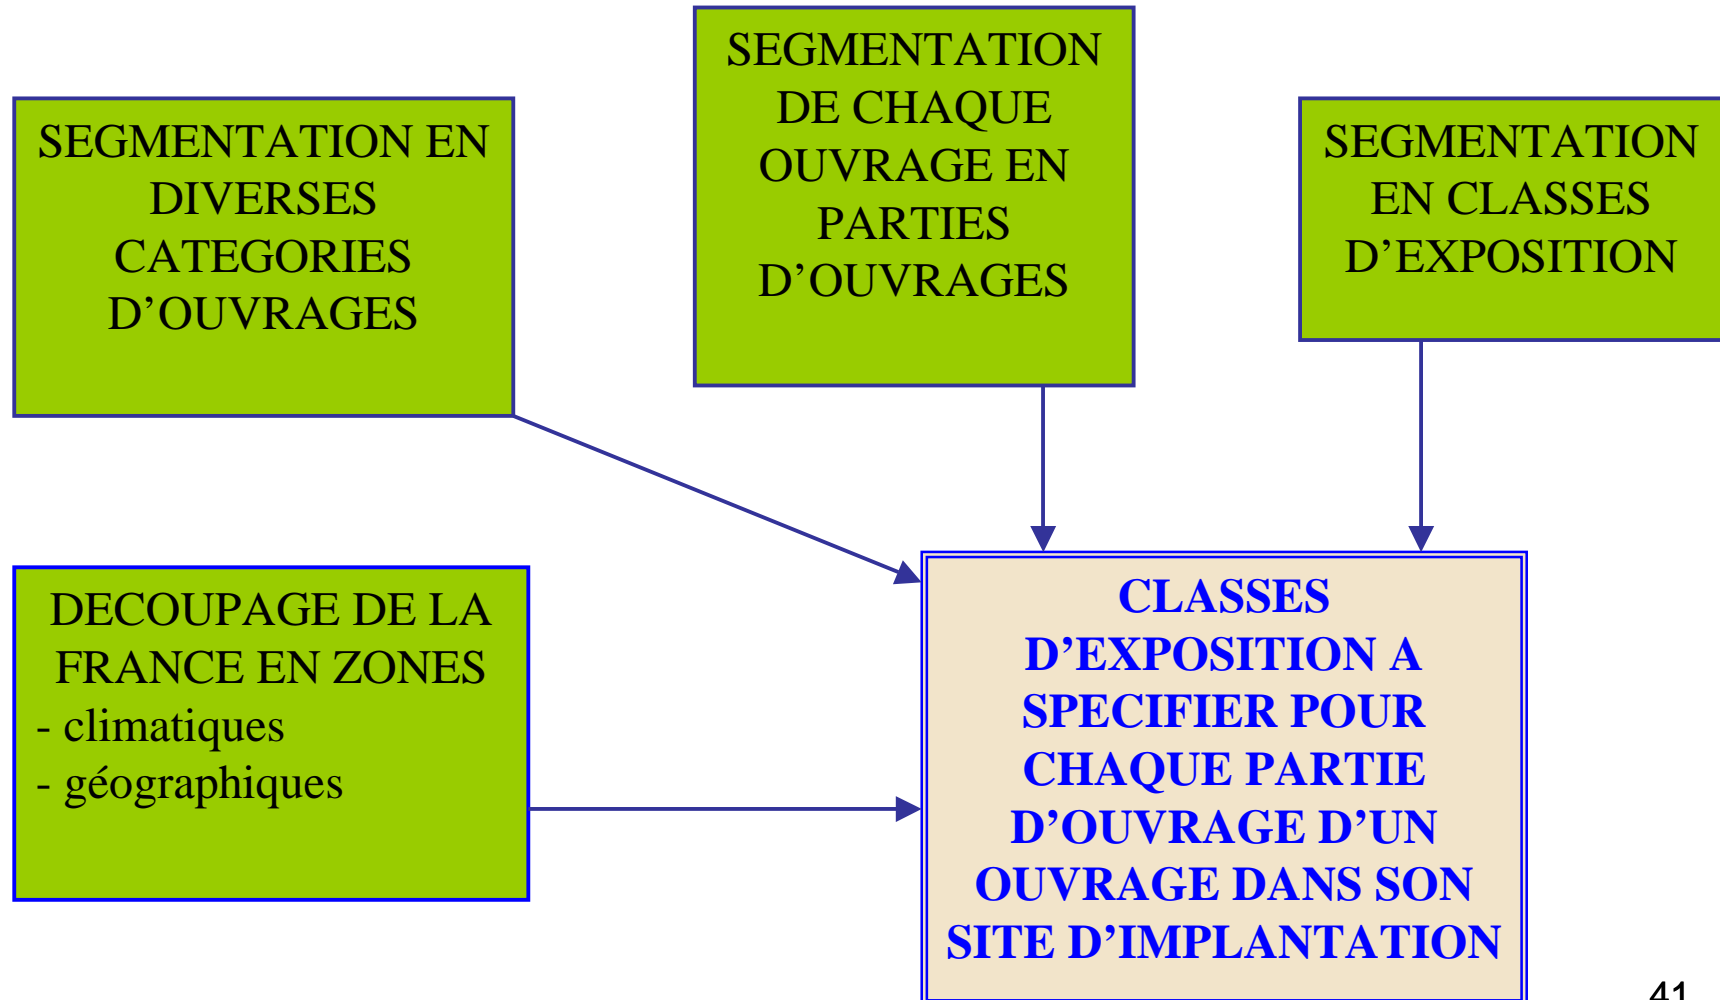 SEGMENTATION EN
DIVERSES
CATEGORIES
D’OUVRAGES
SEGMENTATION
DE CHAQUE
OUVRAGE EN
PARTIES
D’OUVRAGES
SEGMENTATION
EN CLASSES
D’EXPOSITION
DECOUPAGE DE LA
FRANCE EN ZONES
- climatiques
- géographiques
CLASSES
D’EXPOSITION A
SPECIFIER POUR
CHAQUE PARTIE
D’OUVRAGE D’UN
OUVRAGE DANS SON
SITE D’IMPLANTATION
41